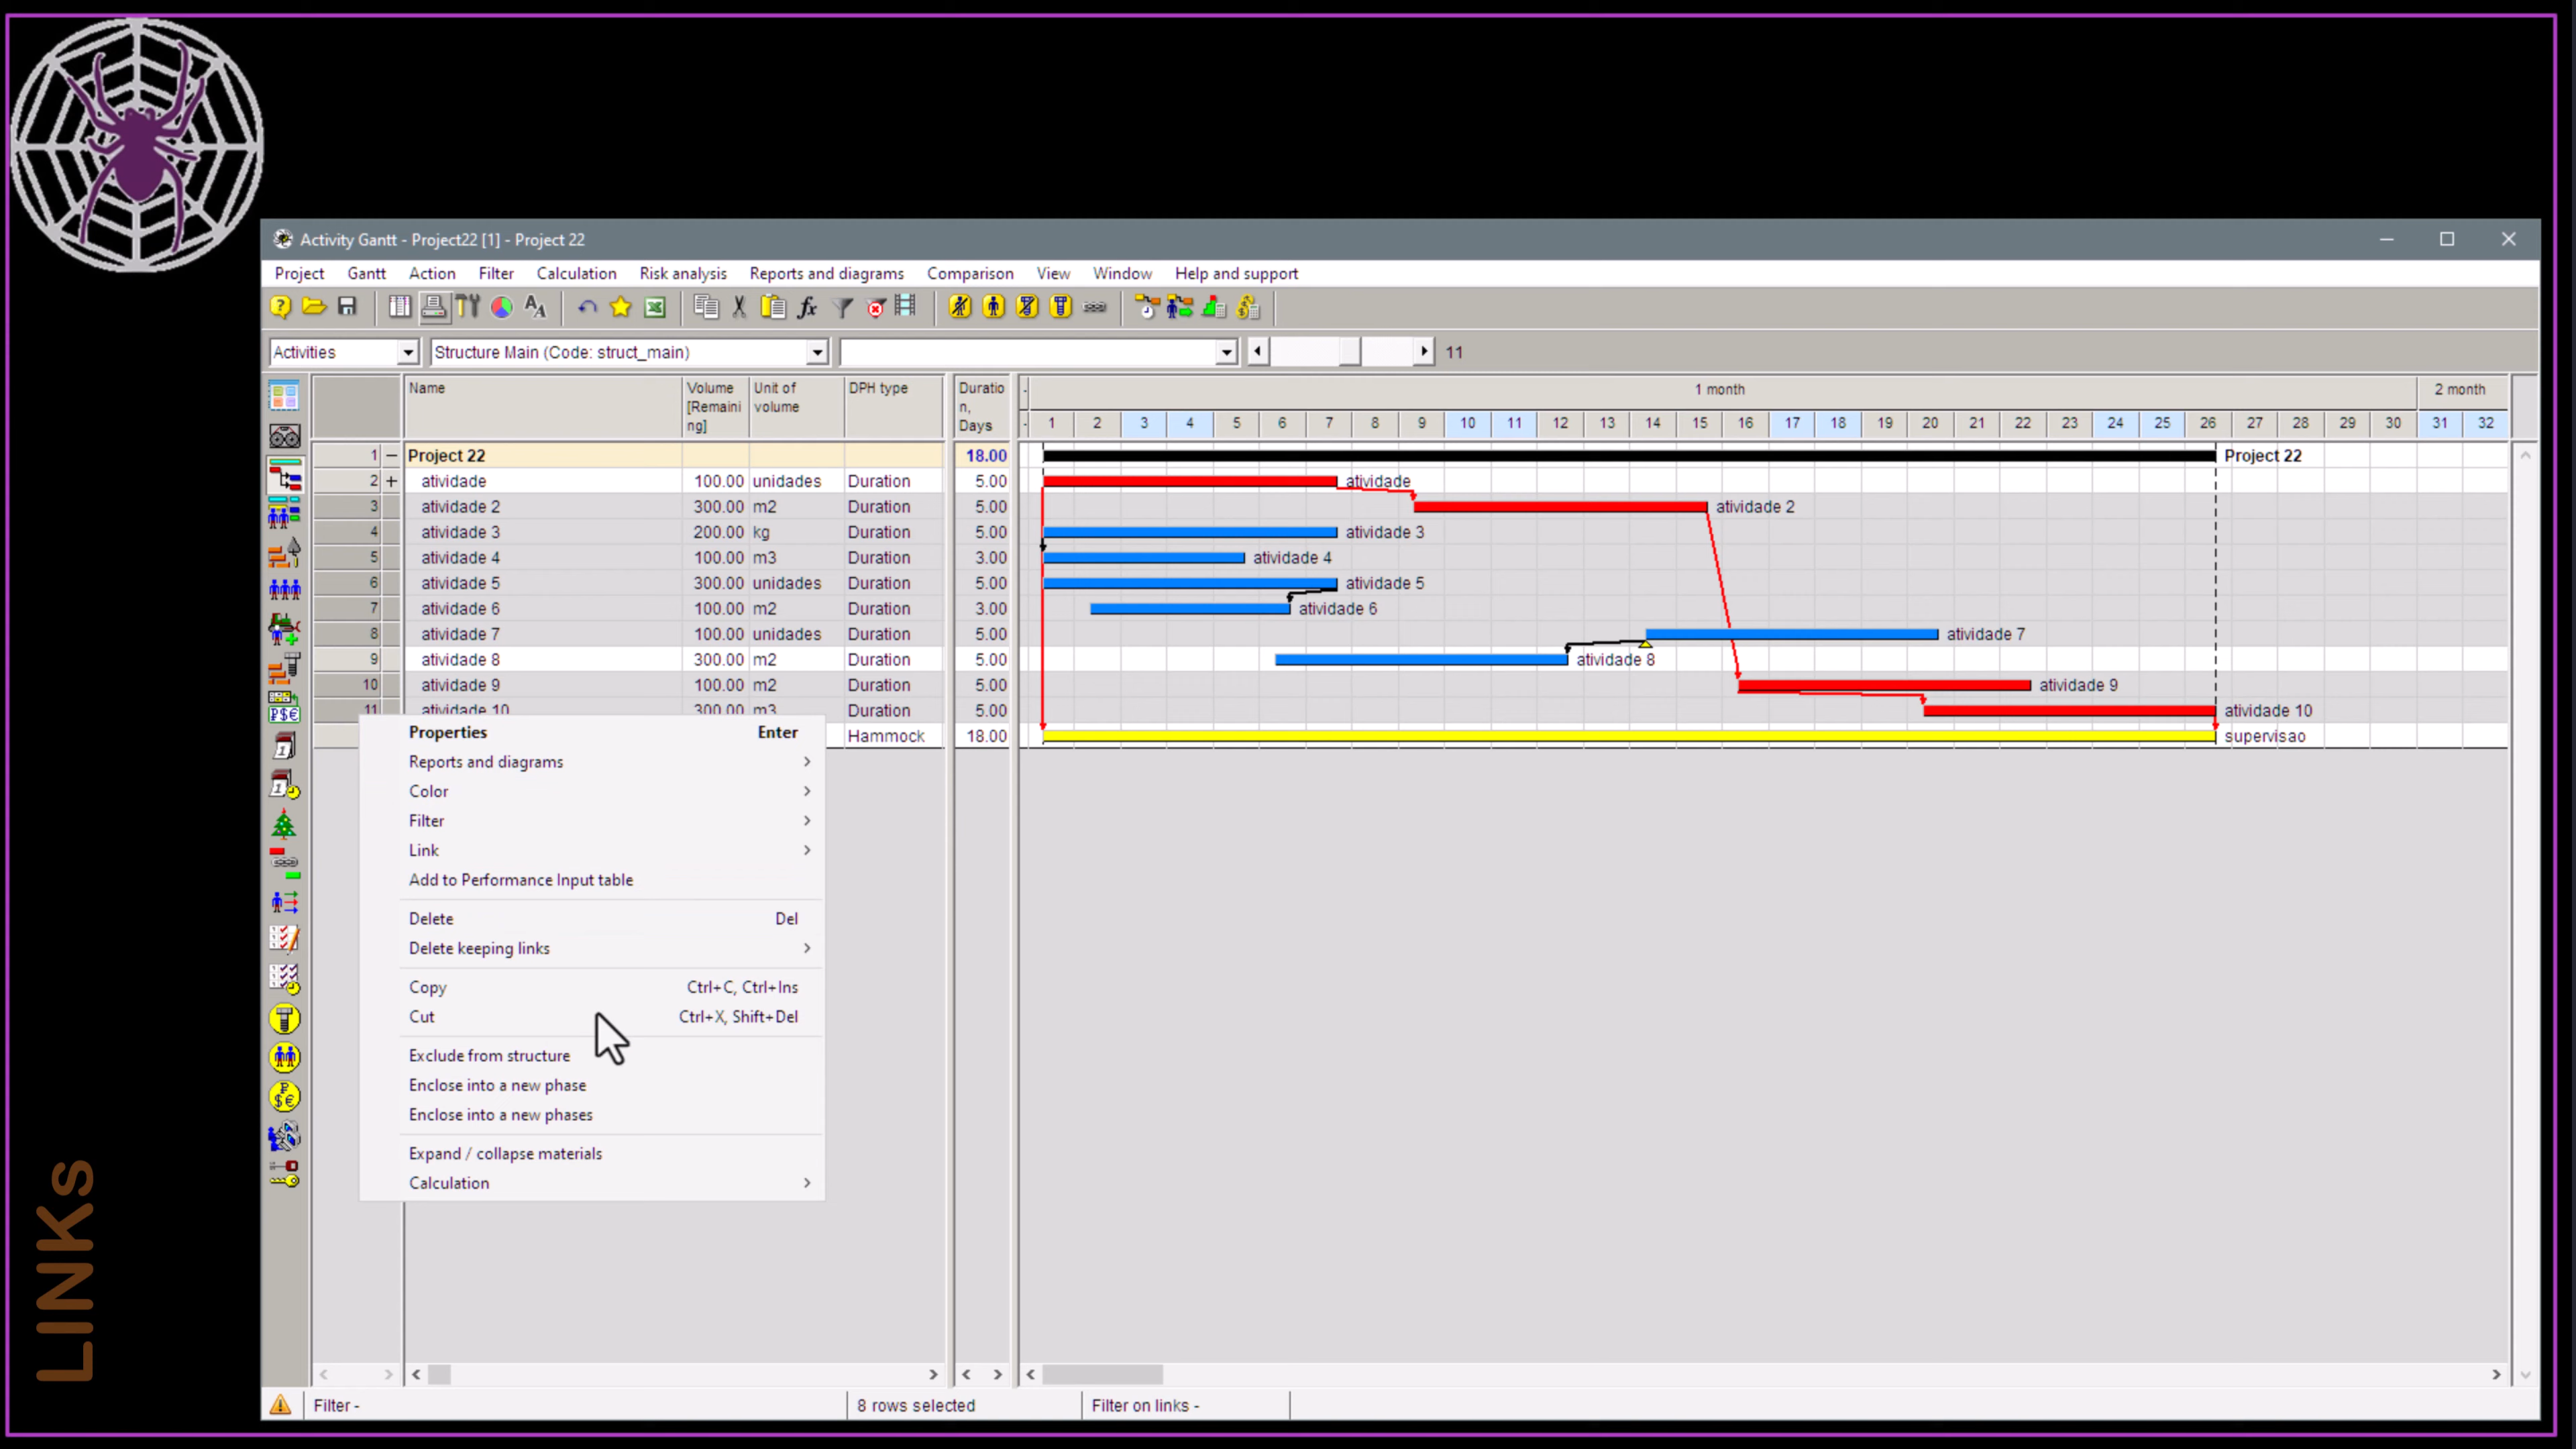 Activity Gantt - Project22 [1] - Project 22
Project Gantt Action Filter Calculation Risk analysis Reports and diagrams Comparison View Window Help and support
Activities Structure Main (Code: struct_main) 11
Name Volume [Remaini ng] Unit of volume DPH type Duratio n, Days 1 month 2 month
1 2 3 4 5 6 7 8 9 10 11 12 13 14 15 16 17 18 19 20 21 22 23 24 25 26 27 28 29 30 31 32
1 Project 22 18.00 Project 22
2 atividade 100.00 unidades Duration 5.00 atividade
3 atividade 2 300.00 m2 Duration 5.00 atividade 2
4 atividade 3 200.00 kg Duration 5.00 atividade 3
5 atividade 4 100.00 m3 Duration 3.00 atividade 4
6 atividade 5 300.00 unidades Duration 5.00 atividade 5
7 atividade 6 100.00 m2 Duration 3.00 atividade 6
8 atividade 7 100.00 unidades Duration 5.00 atividade 7
9 atividade 8 300.00 m2 Duration 5.00 atividade 8
10 atividade 9 100.00 m2 Duration 5.00 atividade 9
11 atividade 10 300.00 m3 Duration 5.00 atividade 10
Hammock 18.00 supervisao
Properties Enter
Reports and diagrams
Color
Filter
Link
Add to Performance Input table
Delete Del
Delete keeping links
Copy Ctrl+C, Ctrl+Ins
Cut Ctrl+X, Shift+Del
Exclude from structure
Enclose into a new phase
Enclose into a new phases
Expand / collapse materials
Calculation
LINKs
Filter - 8 rows selected Filter on links -